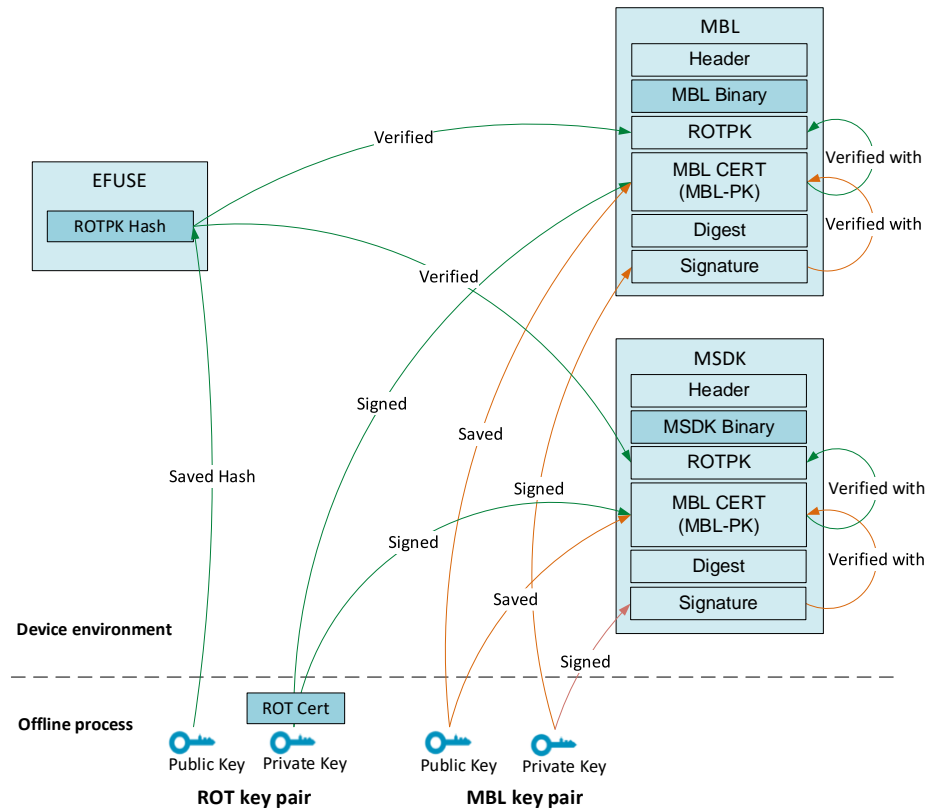 MBL
Header
MBL Binary
ROTPK
MBL CERT
(MBL-PK)
Digest
Signature
Verified with
Verified with
Verified
EFUSE
ROTPK Hash
Verified
MSDK
Header
MSDK Binary
ROTPK
MBL CERT
(MBL-PK)
Digest
Signature
Verified with
Verified with
Signed
Saved
Saved Hash
Signed
Signed
Saved
Signed
Device environment
Offline process
ROT Cert
Public Key
Private Key
Public Key
Private Key
ROT key pair
MBL key pair